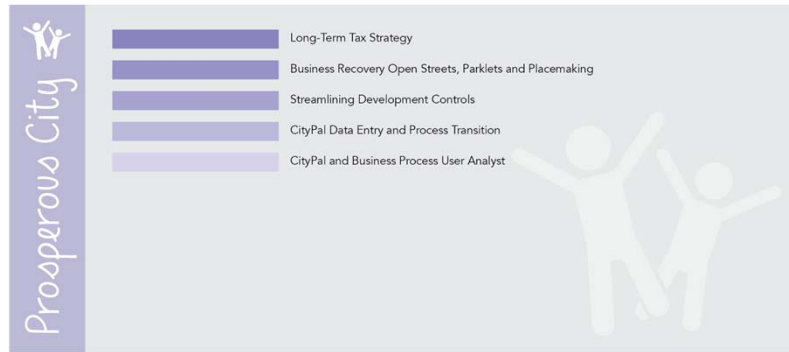 Prosperous City
Long-Term Tax Strategy
Business Recovery Open Streets, Parklets and Placemaking
Streamlining Development Controls
CityPal Data Entry and Process Transition
CityPal and Business Process User Analyst